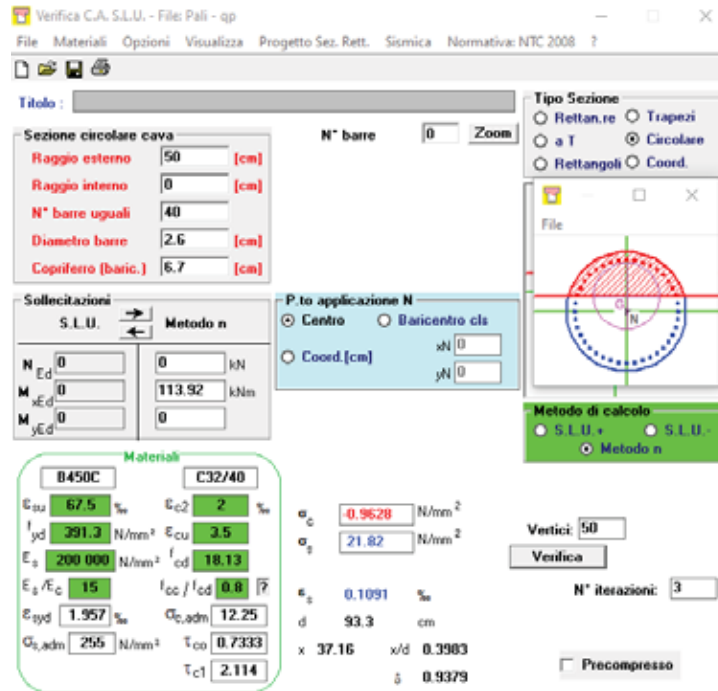 Verifica C.A. S.L.U. - File: Pali - qp
File Materiali Opzioni Visualizza Progetto Sez. Rett. Sismica Normativa: NTC 2008 ?
Titolo :
N° barre 0 Zoom
Tipo Sezione
Rettan.re Trapezi
a T Circolare
Rettangoli Coord.
Sezione circolare cava
Raggio esterno 50 [cm]
Raggio interno 0 [cm]
N° barre uguali 40
Diametro barre 2.6 [cm]
Copriferro (baric.) 6.7 [cm]
File
G
N
Sollecitazioni
S.L.U. Metodo n
N Ed 0 0 kN
M xEd 0 113.92 kNm
M yEd 0 0
P.to applicazione N
Centro Baricentro cls
Coord.[cm] xN 0
yN 0
Metodo di calcolo
S.L.U.+ S.L.U.-
Metodo n
Materiali
B450C C32/40
εsu 67.5 ‰ εc2 2 ‰
fyd 391.3 N/mm² εcu 3.5
Es 200 000 N/mm² fcd 18.13
Es/Ec 15 fcc / fcd 0.8 ?
εsyd 1.957 ‰ σc,adm 12.25
σs,adm 255 N/mm² τco 0.7333
τc1 2.114
σc -0.9628 N/mm²
σs 21.82 N/mm²
εs 0.1091 ‰
d 93.3 cm
x 37.16 x/d 0.3983
δ 0.9379
Vertici: 50
Verifica
N° iterazioni: 3
Precompresso